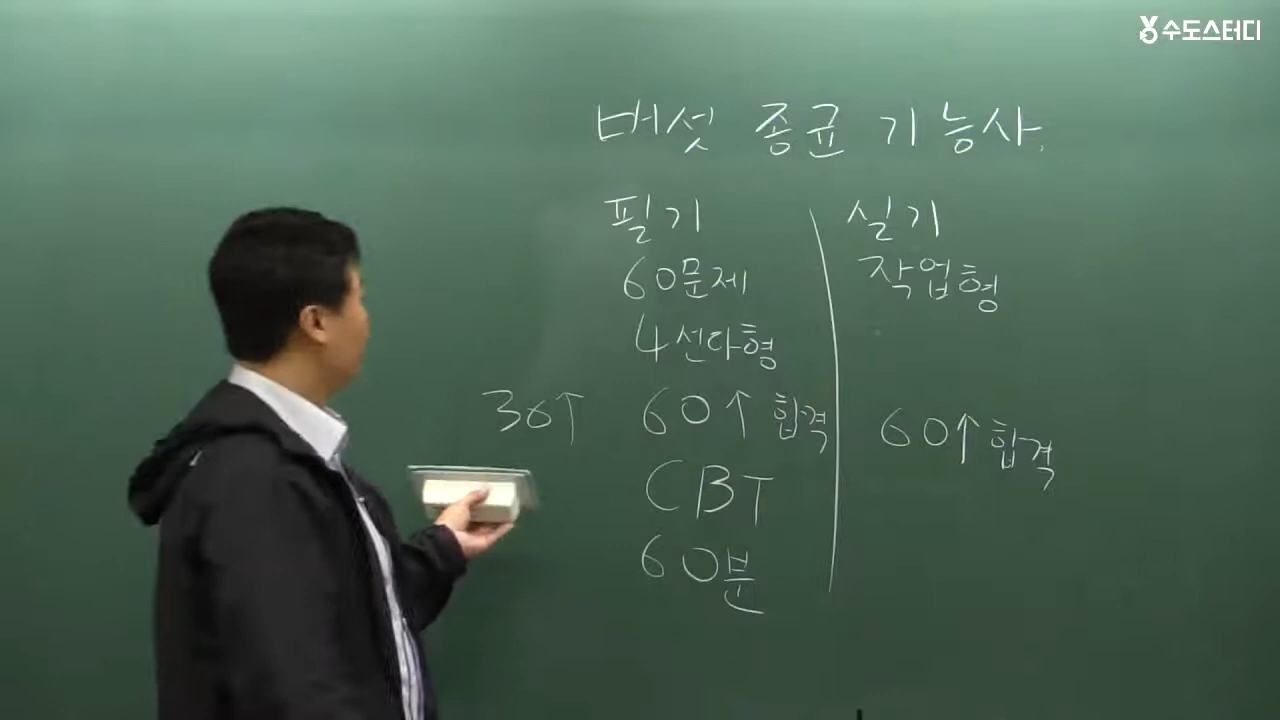 수도스터디
버섯 종균 기능사.
필기
60문제
4선다형
36↑ 60↑ 합격
CBT
60분
실기
작업형
60↑ 합격